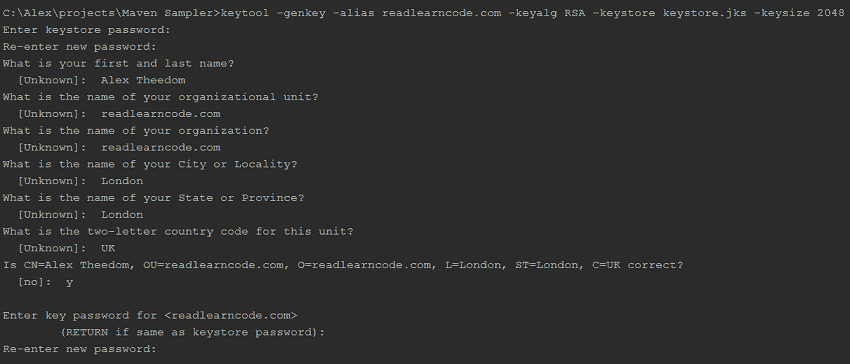 C:\Alex\projects\Maven Sampler>keytool -genkey -alias readlearncode.com -keyalg RSA -keystore keystore.jks -keysize 2048
Enter keystore password:
Re-enter new password:
What is your first and last name?
  [Unknown]:  Alex Theedom
What is the name of your organizational unit?
  [Unknown]:  readlearncode.com
What is the name of your organization?
  [Unknown]:  readlearncode.com
What is the name of your City or Locality?
  [Unknown]:  London
What is the name of your State or Province?
  [Unknown]:  London
What is the two-letter country code for this unit?
  [Unknown]:  UK
Is CN=Alex Theedom, OU=readlearncode.com, O=readlearncode.com, L=London, ST=London, C=UK correct?
  [no]:  y

Enter key password for <readlearncode.com>
        (RETURN if same as keystore password):
Re-enter new password: